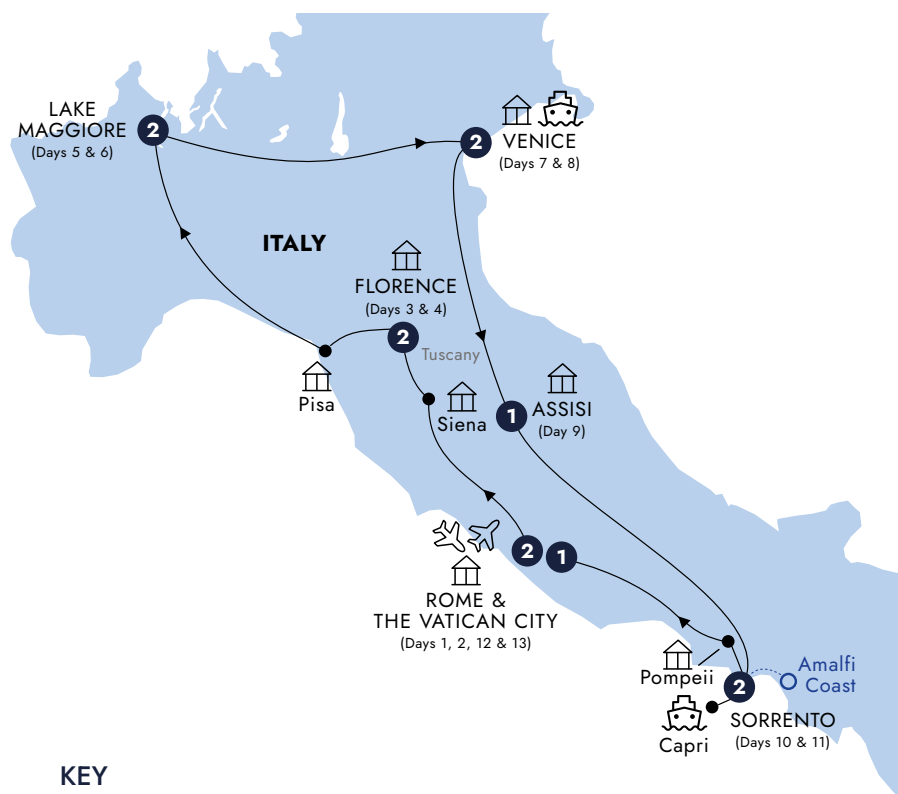 LAKE
MAGGIORE
2
(Days 5 & 6)
2
VENICE
(Days 7 & 8)
ITALY
FLORENCE
(Days 3 & 4)
2
Tuscany
Pisa
Siena
1
ASSISI
(Day 9)
2
1
ROME &
THE VATICAN CITY
(Days 1, 2, 12 & 13)
Pompeii
2
Amalfi
Coast
Capri
SORRENTO
(Days 10 & 11)
KEY